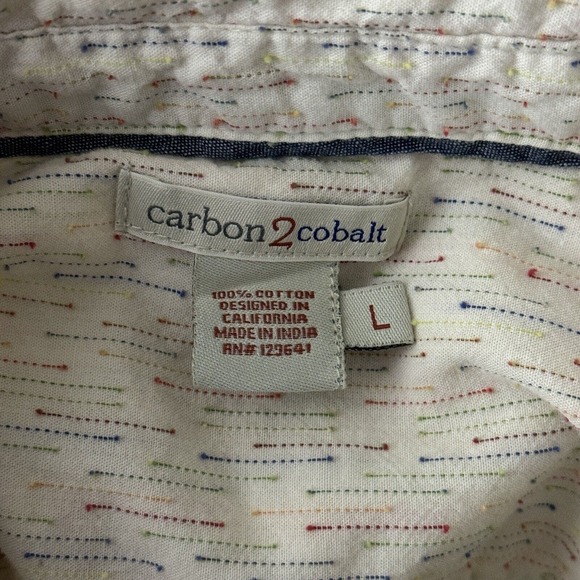 carbon2cobalt
100% COTTON
DESIGNED IN
CALIFORNIA
MADE IN INDIA
RN# 129641
L